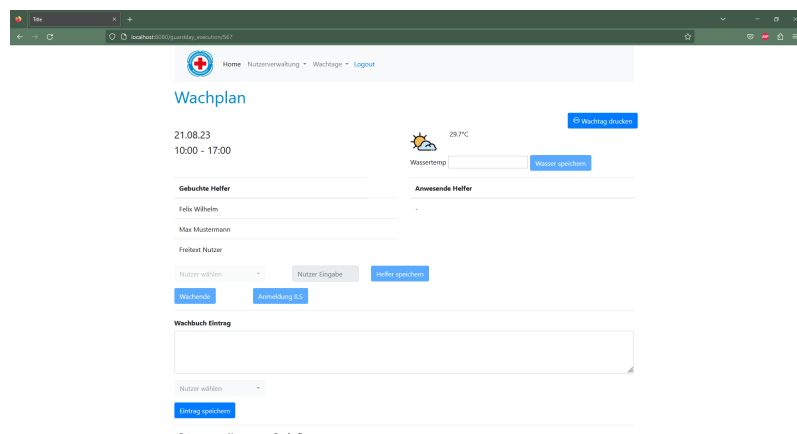 Title
localhost:8080/guardday_execution/567
Home Nutzerverwaltung Wachtage Logout
Wachplan
Wachtag drucken
21.08.23
10:00 - 17:00
29.7°C
Wassertemp
Wasser speichern
Gebuchte Helfer
Anwesende Helfer
Felix Wilhelm
-
Max Mustermann
Freitext Nutzer
Nutzer wählen
Nutzer Eingabe
Helfer speichern
Wachende
Anmeldung ILS
Wachbuch Eintrag
Nutzer wählen
Eintrag speichern